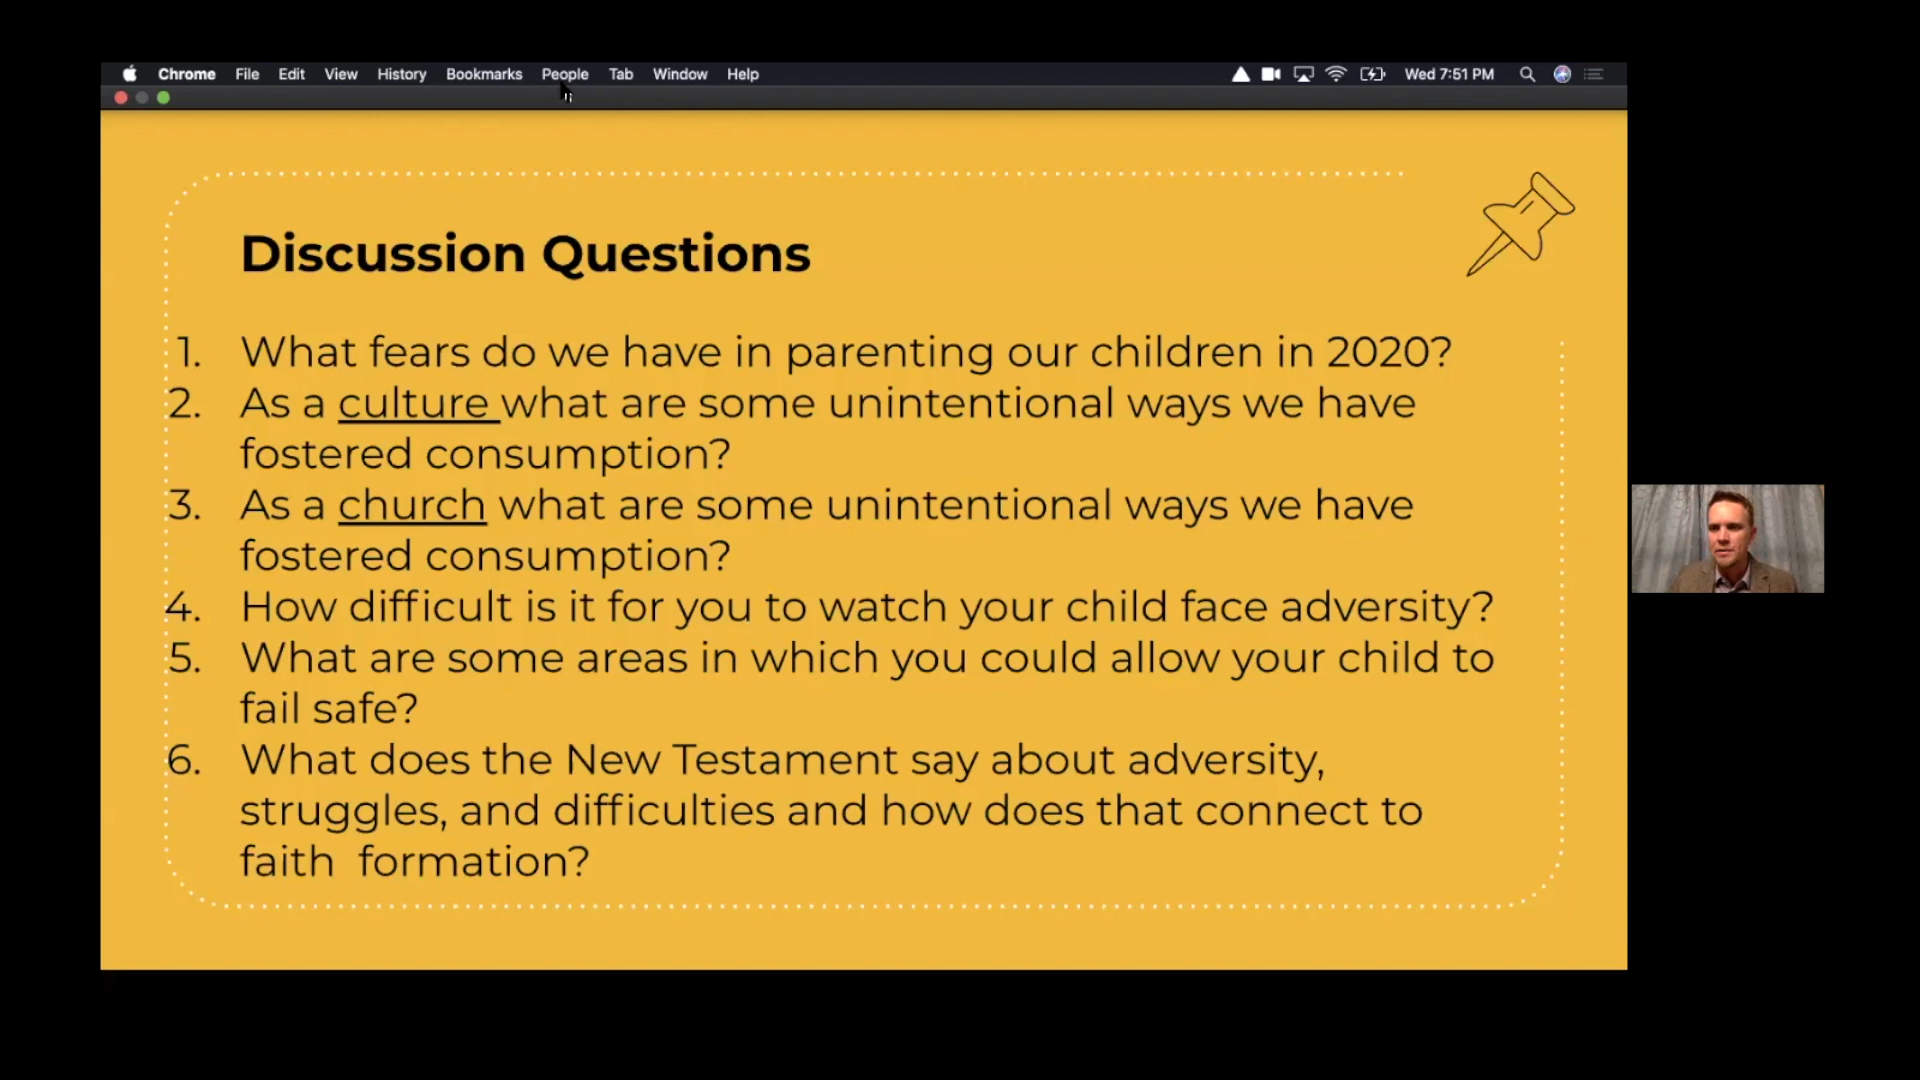 Chrome File Edit View History Bookmarks People Tab Window Help Wed 7:51 PM
Discussion Questions
1. What fears do we have in parenting our children in 2020?
2. As a culture what are some unintentional ways we have
fostered consumption?
3. As a church what are some unintentional ways we have
fostered consumption?
4. How difficult is it for you to watch your child face adversity?
5. What are some areas in which you could allow your child to
fail safe?
6. What does the New Testament say about adversity,
struggles, and difficulties and how does that connect to
faith  formation?